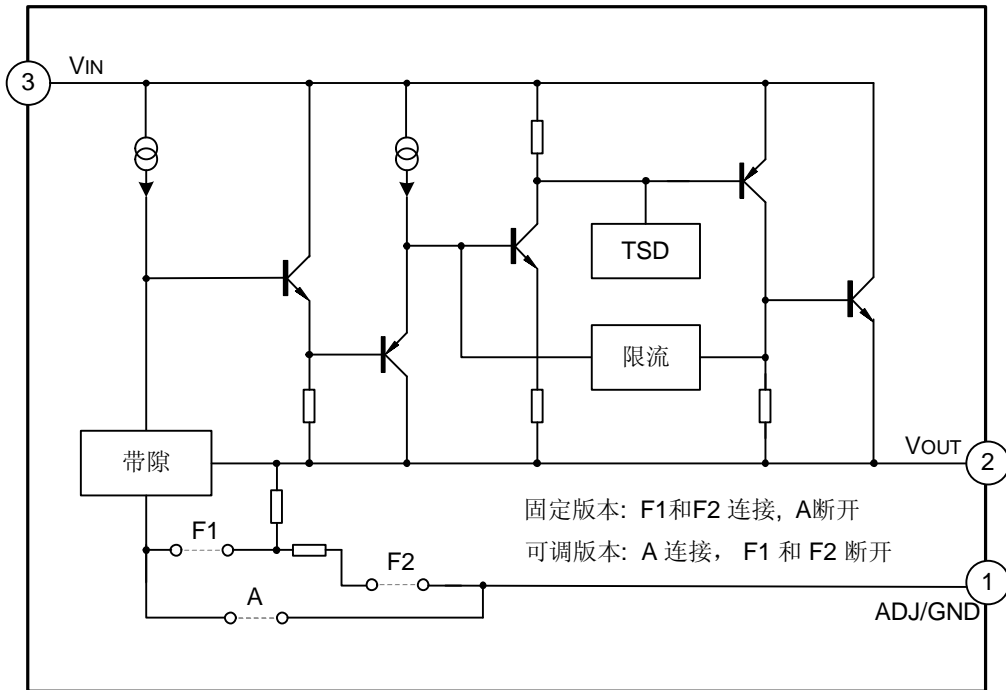 3
VIN
TSD
限流
带隙
VOUT
2
固定版本: F1和F2 连接, A断开
F1
可调版本: A 连接, F1 和 F2 断开
F2
1
A
ADJ/GND